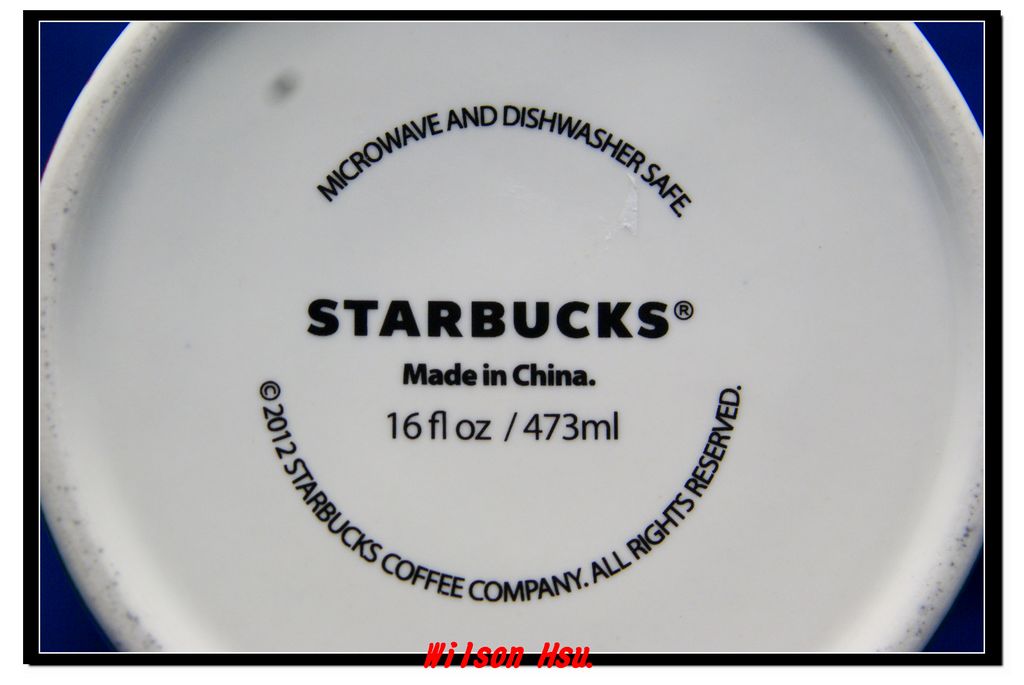 MICROWAVE AND DISHWASHER SAFE.
STARBUCKS®
Made in China.
16 fl oz / 473ml
© 2012 STARBUCKS COFFEE COMPANY. ALL RIGHTS RESERVED.
Wilson Hsu.